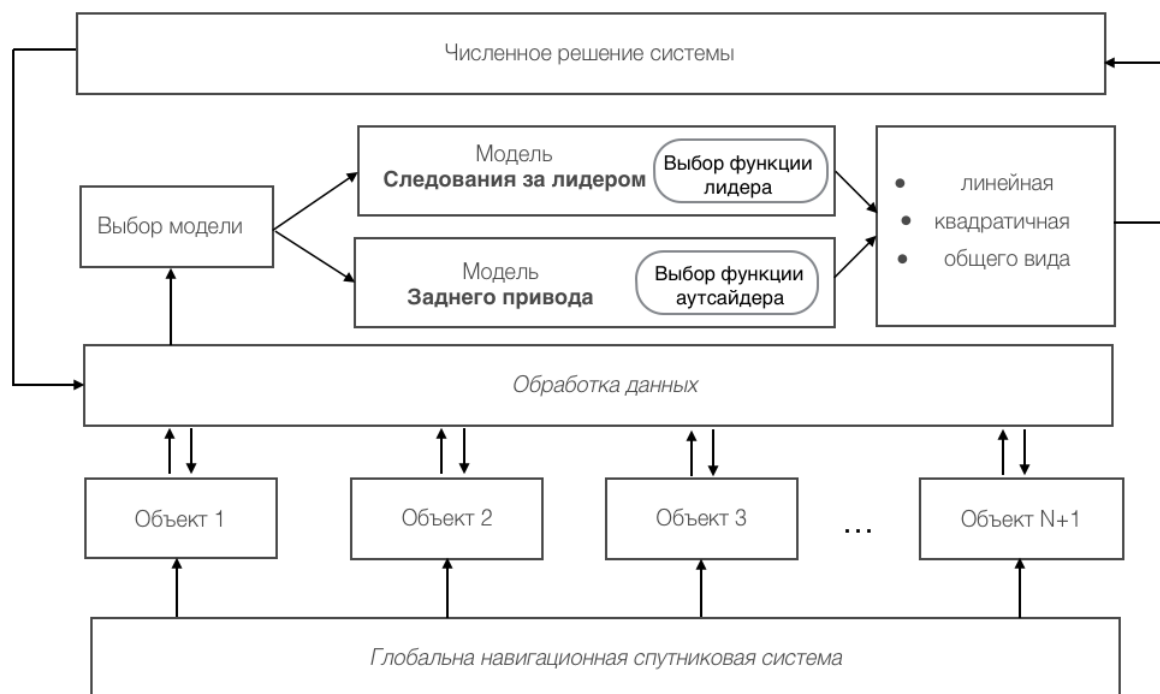 Численное решение системы
Модель
Следования за лидером
Выбор функции
лидера
Выбор модели
Модель
Заднего привода
Выбор функции
аутсайдера
● линейная
● квадратичная
● общего вида
Обработка данных
Объект 1
Объект 2
Объект 3
...
Объект N+1
Глобальна навигационная спутниковая система